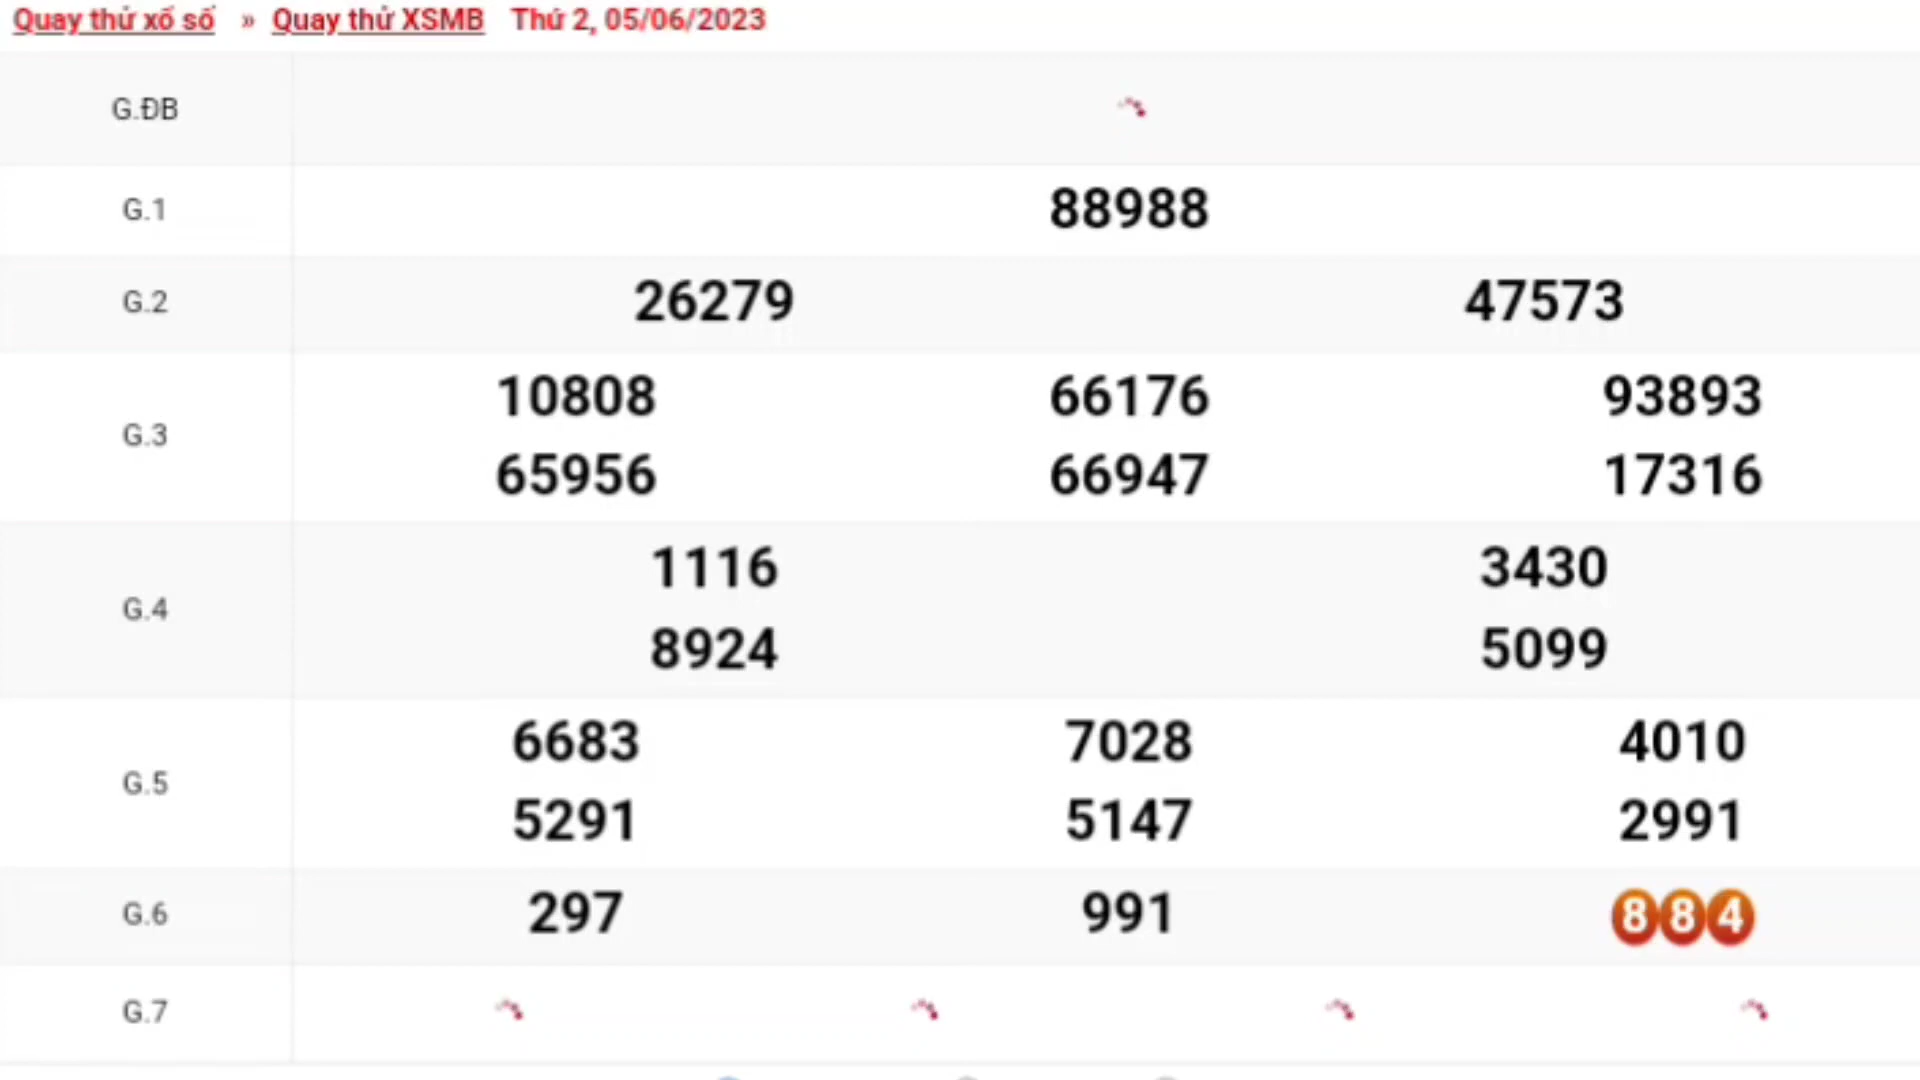 Quay thử xổ số » Quay thử XSMB Thứ 2, 05/06/2023
G.ĐB
G.1 88988
G.2 26279 47573
G.3 10808 66176 93893
65956 66947 17316
G.4 1116 3430
8924 5099
G.5 6683 7028 4010
5291 5147 2991
G.6 297 991 884
G.7